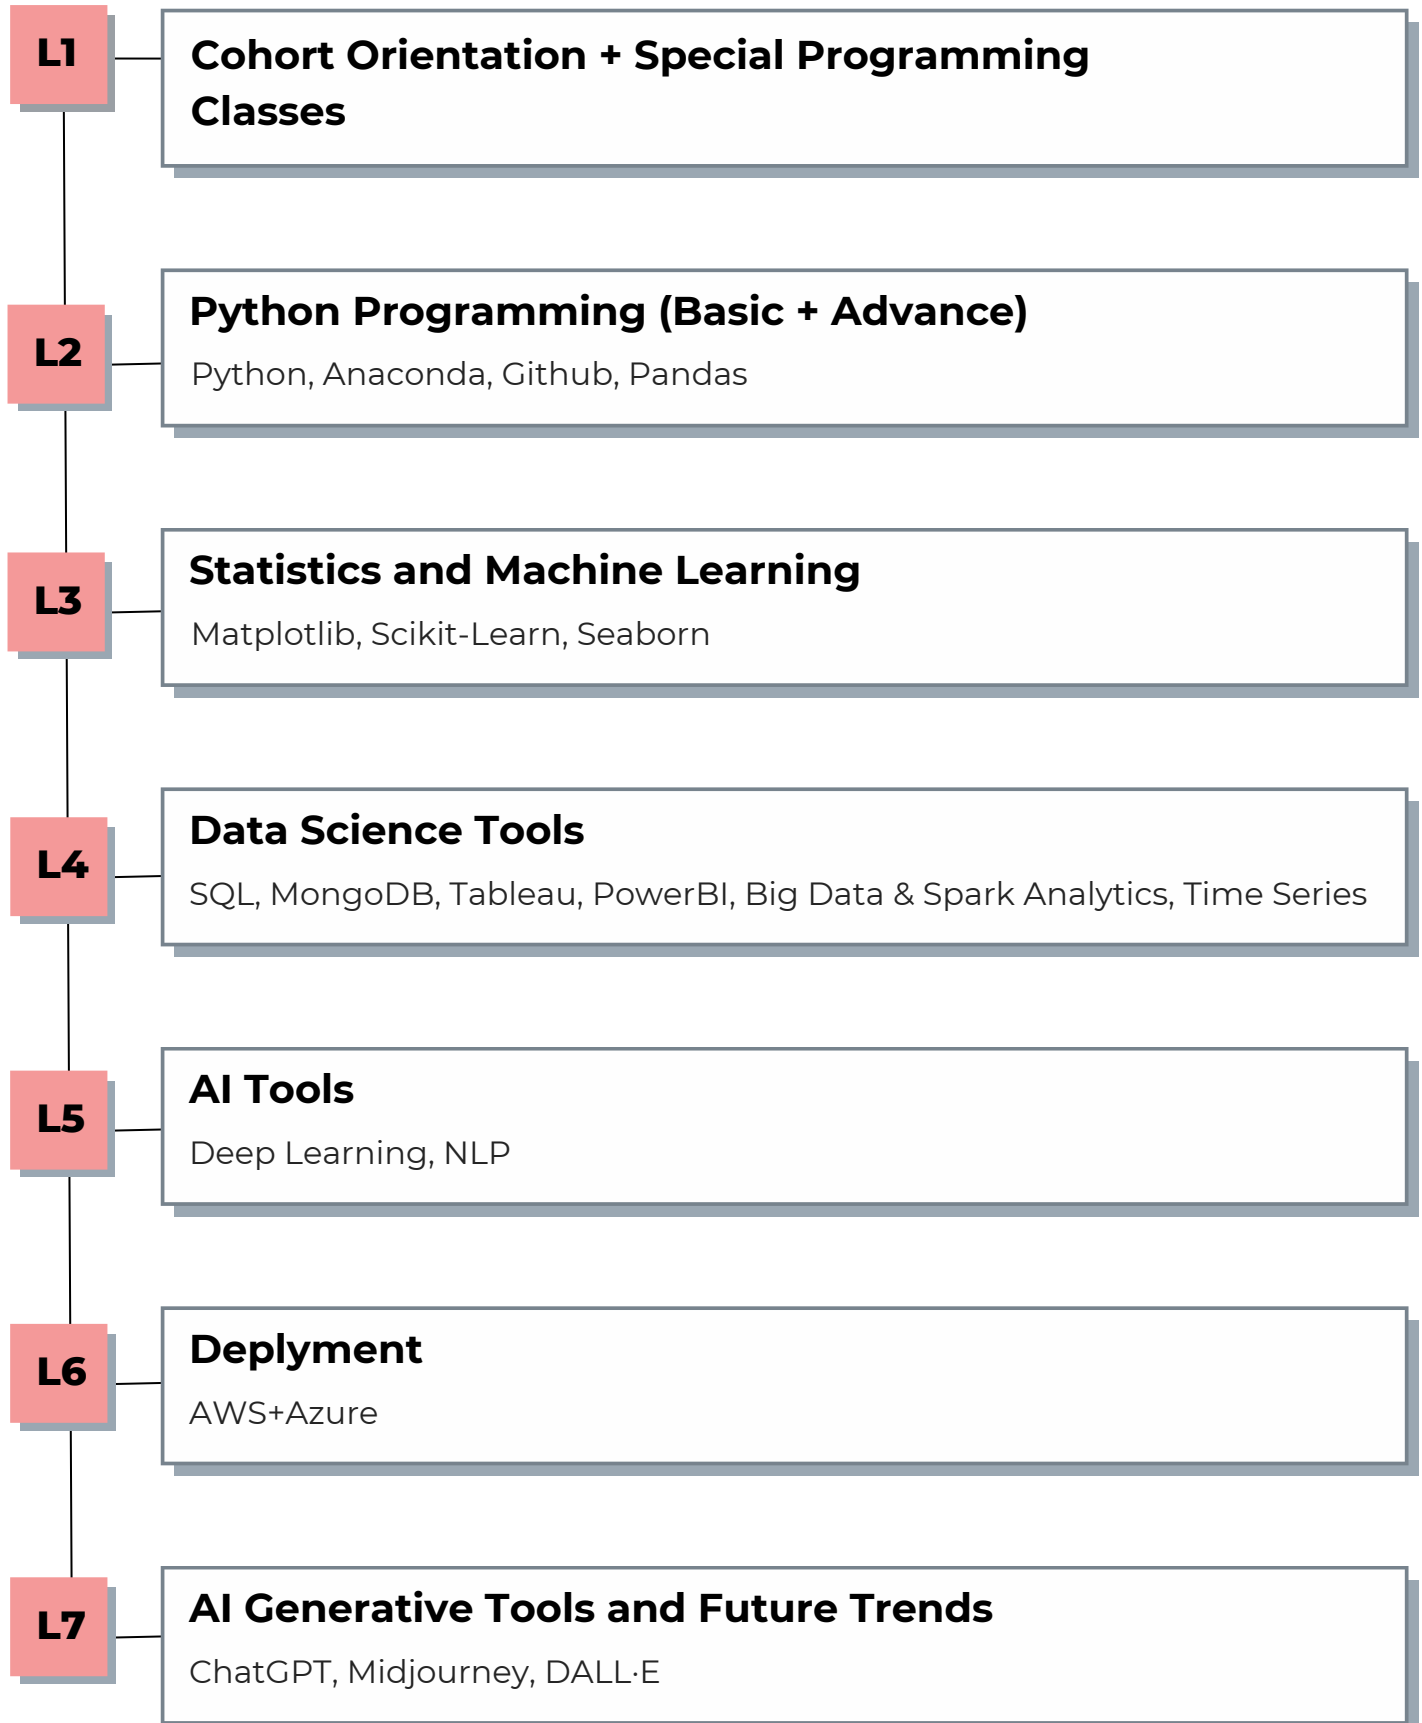 L1
Cohort Orientation + Special Programming
Classes
L2
Python Programming (Basic + Advance)
Python, Anaconda, Github, Pandas
L3
Statistics and Machine Learning
Matplotlib, Scikit-Learn, Seaborn
L4
Data Science Tools
SQL, MongoDB, Tableau, PowerBI, Big Data & Spark Analytics, Time Series
L5
AI Tools
Deep Learning, NLP
L6
Deplyment
AWS+Azure
L7
AI Generative Tools and Future Trends
ChatGPT, Midjourney, DALL·E